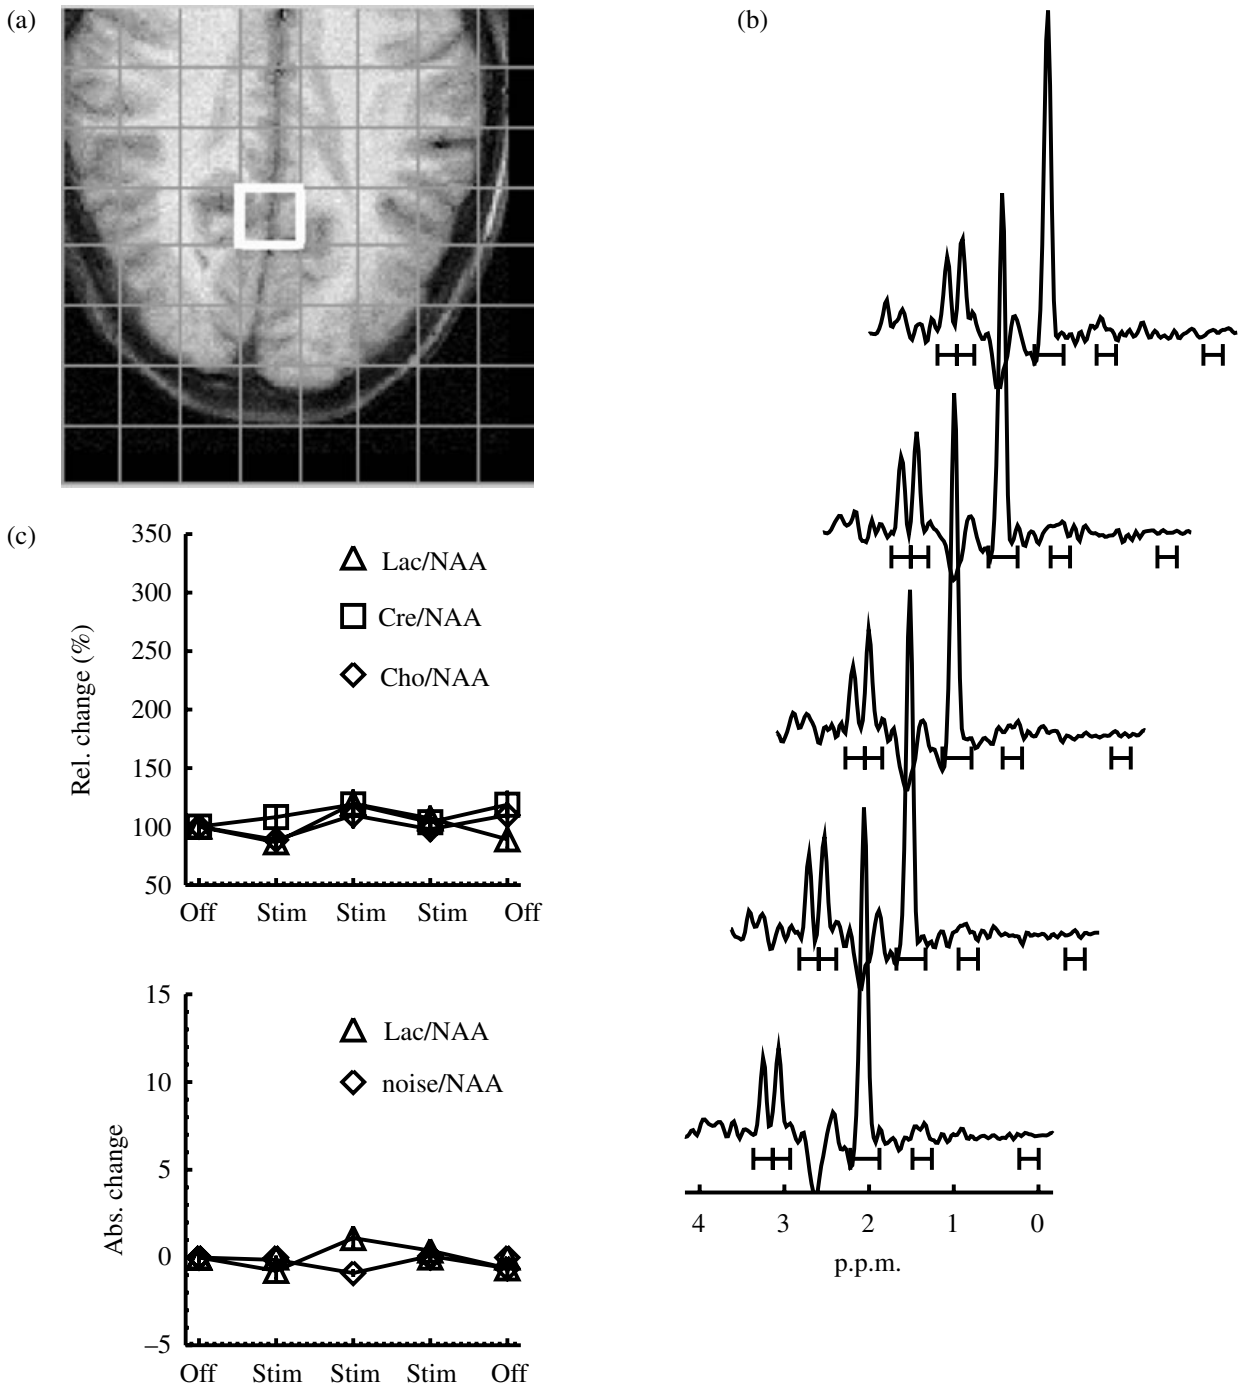 (a)
(b)
(c)
350
300
250
200
150
100
50
Rel. change (%)
Lac/NAA
Cre/NAA
Cho/NAA
Off Stim Stim Stim Off
15
10
5
0
–5
Abs. change
Lac/NAA
noise/NAA
Off Stim Stim Stim Off
4 3 2 1 0
p.p.m.